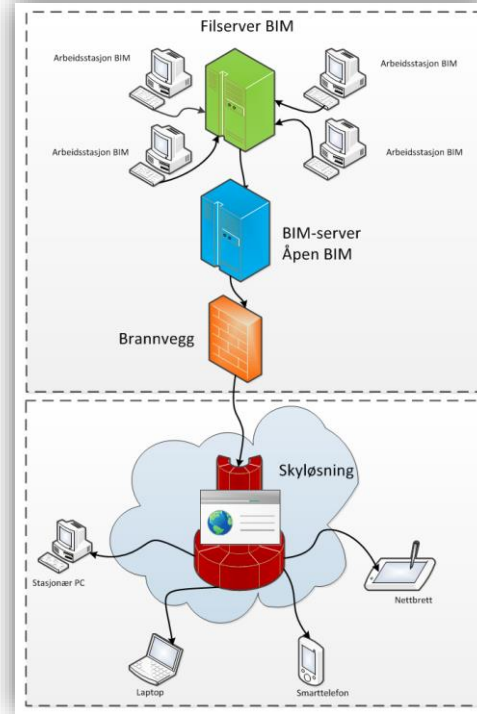 Filserver BIM
Arbeidsstasjon BIM
Arbeidsstasjon BIM
Arbeidsstasjon BIM
Arbeidsstasjon BIM
BIM-server
Åpen BIM
Brannvegg
Skyløsning
Stasjonær PC
Nettbrett
Laptop
Smarttelefon